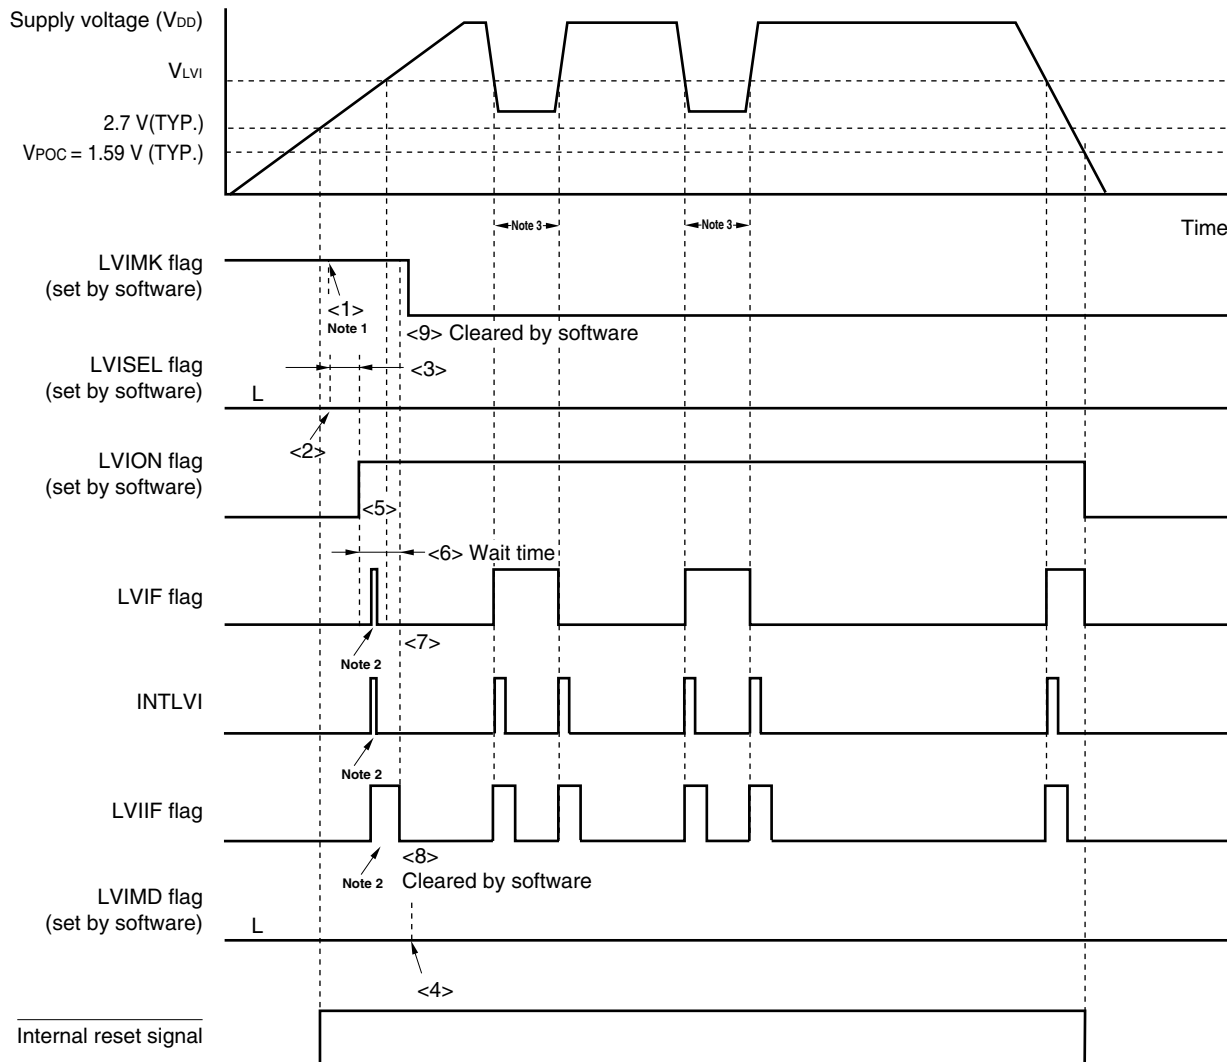 Supply voltage (VDD)
VLVI
2.7 V(TYP.)
VPOC = 1.59 V (TYP.)
Note 3
Note 3
Time
LVIMK flag
(set by software)
<1>
Note 1
<9> Cleared by software
LVISEL flag
(set by software)
L
<3>
<2>
LVION flag
(set by software)
<5>
<6> Wait time
LVIF flag
<7>
Note 2
INTLVI
Note 2
LVIIF flag
<8>
Note 2
Cleared by software
LVIMD flag
(set by software)
L
<4>
Internal reset signal